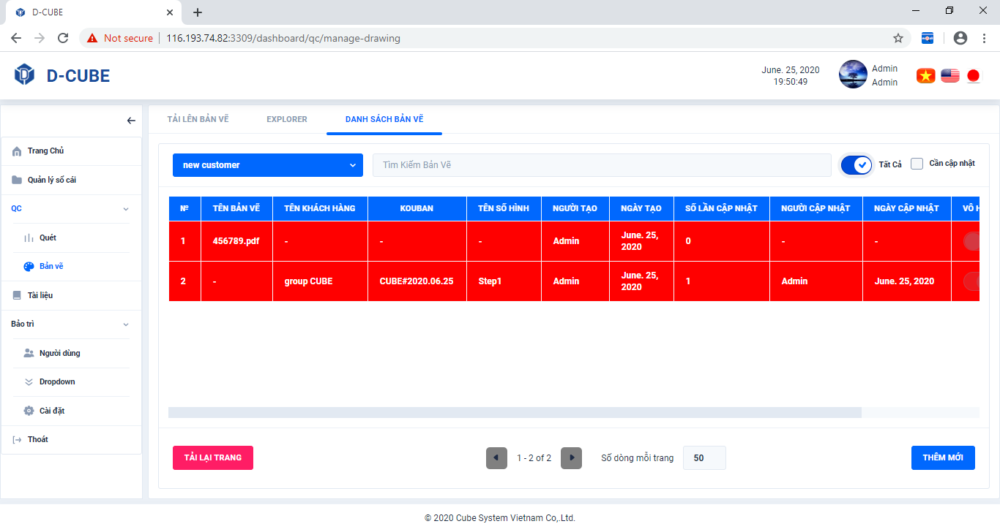 D-CUBE
Not secure
116.193.74.82:3309/dashboard/qc/manage-drawing
D-CUBE
June. 25, 2020
19:50:49
Admin
Admin
Trang Chủ
Quản lý sổ cái
QC
Quét
Bản vẽ
Tài liệu
Bảo trì
Người dùng
Dropdown
Cài đặt
Thoát
TẢI LÊN BẢN VẼ EXPLORER DANH SÁCH BẢN VẼ
new customer Tìm Kiếm Bản Vẽ Tất Cả Cần cập nhật
Nº TÊN BẢN VẼ TÊN KHÁCH HÀNG KOUBAN TÊN SỐ HÌNH NGƯỜI TẠO NGÀY TẠO SỐ LẦN CẬP NHẬT NGƯỜI CẬP NHẬT NGÀY CẬP NHẬT VÔ H
1 456789.pdf - - - Admin June. 25, 2020 0 - -
2 - group CUBE CUBE#2020.06.25 Step1 Admin June. 25, 2020 1 Admin June. 25, 2020
TẢI LẠI TRANG 1 - 2 of 2 Số dòng mỗi trang 50 THÊM MỚI
© 2020 Cube System Vietnam Co,.Ltd.